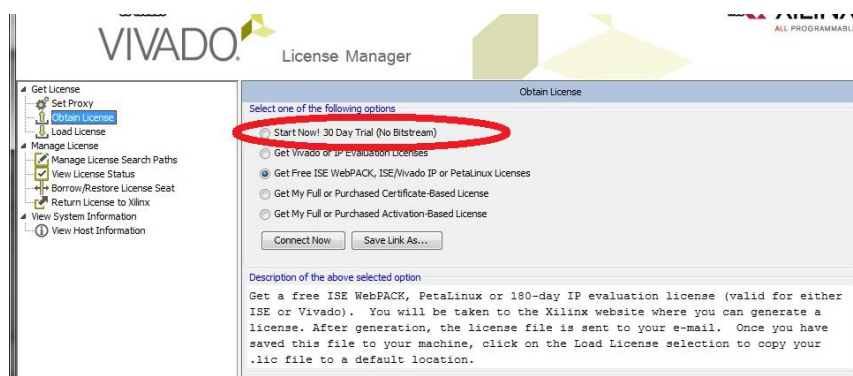 VIVADO.
License Manager
ALL PROGRAMMABLE
Get License
Set Proxy
Obtain License
Load License
Manage License
Manage License Search Paths
View License Status
Borrow/Restore License Seat
Return License to Xilinx
View System Information
View Host Information
Obtain License
Select one of the following options
Start Now! 30 Day Trial (No Bitstream)
Get Vivado or IP Evaluation Licenses
Get Free ISE WebPACK, ISE/Vivado IP or PetaLinux Licenses
Get My Full or Purchased Certificate-Based License
Get My Full or Purchased Activation-Based License
Connect Now
Save Link As...
Description of the above selected option
Get a free ISE WebPACK, PetaLinux or 180-day IP evaluation license (valid for either
ISE or Vivado).  You will be taken to the Xilinx website where you can generate a
license. After generation, the license file is sent to your e-mail.  Once you have
saved this file to your machine, click on the Load License selection to copy your
.lic file to a default location.